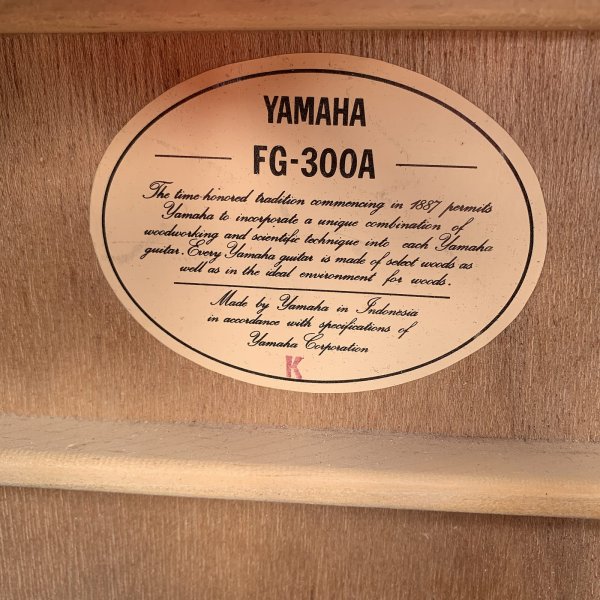 YAMAHA
FG-300A
The time-honored tradition commencing in 1887 permits
Yamaha to incorporate a unique combination of
woodworking and scientific technique into each Yamaha
guitar. Every Yamaha guitar is made of select woods as
well as in the ideal environment for woods.
Made by Yamaha in Indonesia
in accordance with specifications of
Yamaha Corporation
K